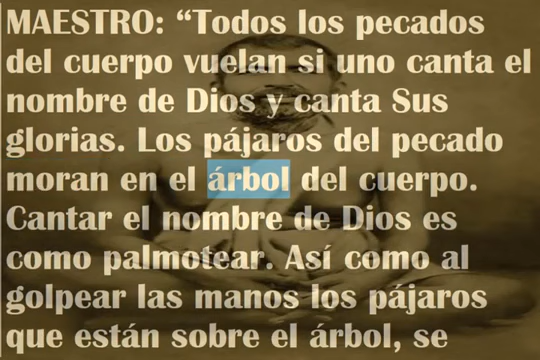 MAESTRO: “Todos los pecados
del cuerpo vuelan si uno canta el
nombre de Dios y canta Sus
glorias. Los pájaros del pecado
moran en el árbol del cuerpo.
Cantar el nombre de Dios es
como palmotear. Así como al
golpear las manos los pájaros
que están sobre el árbol, se